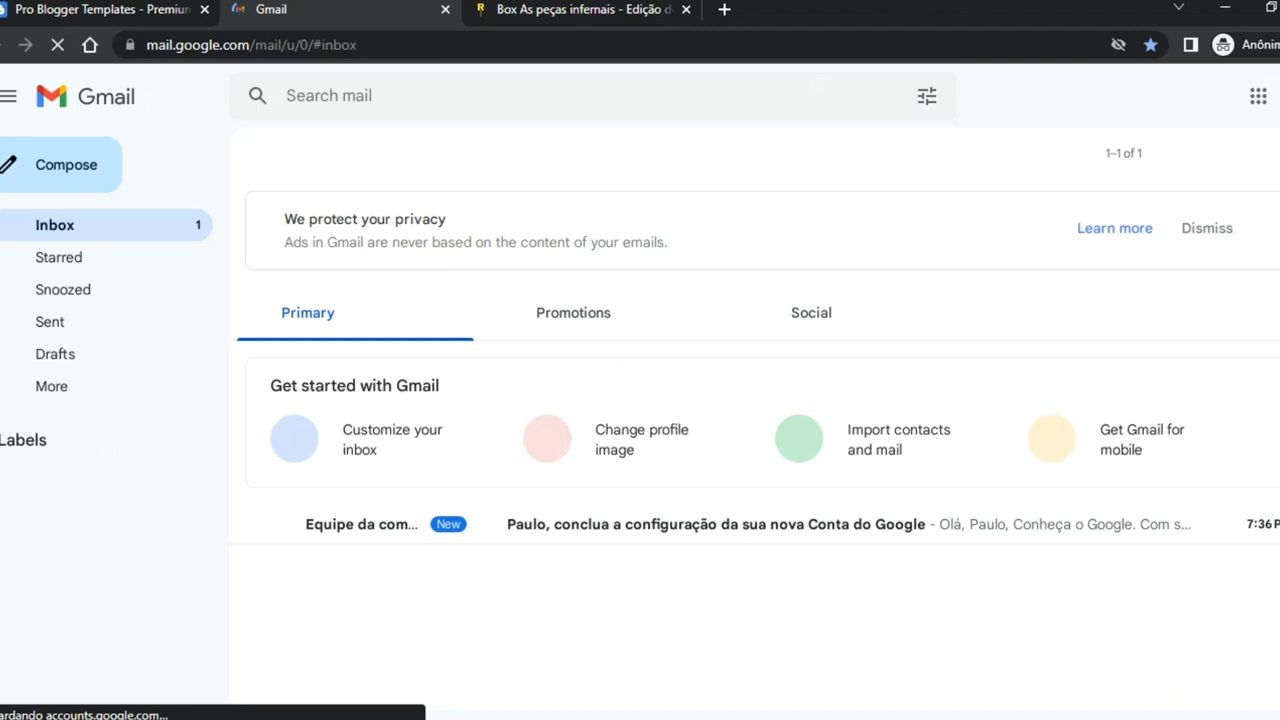 Pro Blogger Templates - Premium
Gmail
Box As peças infernais - Edição d
mail.google.com/mail/u/0/#inbox
Anônim
Gmail
Search mail
Compose
1–1 of 1
We protect your privacy
Ads in Gmail are never based on the content of your emails.
Learn more
Dismiss
Inbox 1
Starred
Snoozed
Sent
Drafts
More
Labels
Primary
Promotions
Social
Get started with Gmail
Customize your
inbox
Change profile
image
Import contacts
and mail
Get Gmail for
mobile
Equipe da com... New Paulo, conclua a configuração da sua nova Conta do Google - Olá, Paulo, Conheça o Google. Com s... 7:36P
ardando accounts.google.com...